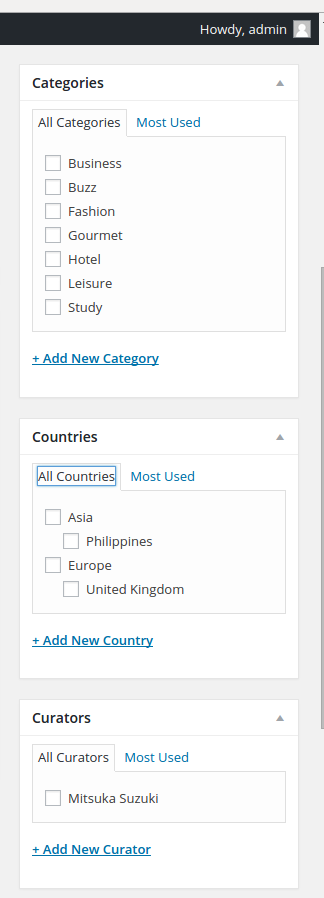 Howdy, admin
Categories
All Categories Most Used
Business
Buzz
Fashion
Gourmet
Hotel
Leisure
Study
+ Add New Category
Countries
All Countries Most Used
Asia
Philippines
Europe
United Kingdom
+ Add New Country
Curators
All Curators Most Used
Mitsuka Suzuki
+ Add New Curator